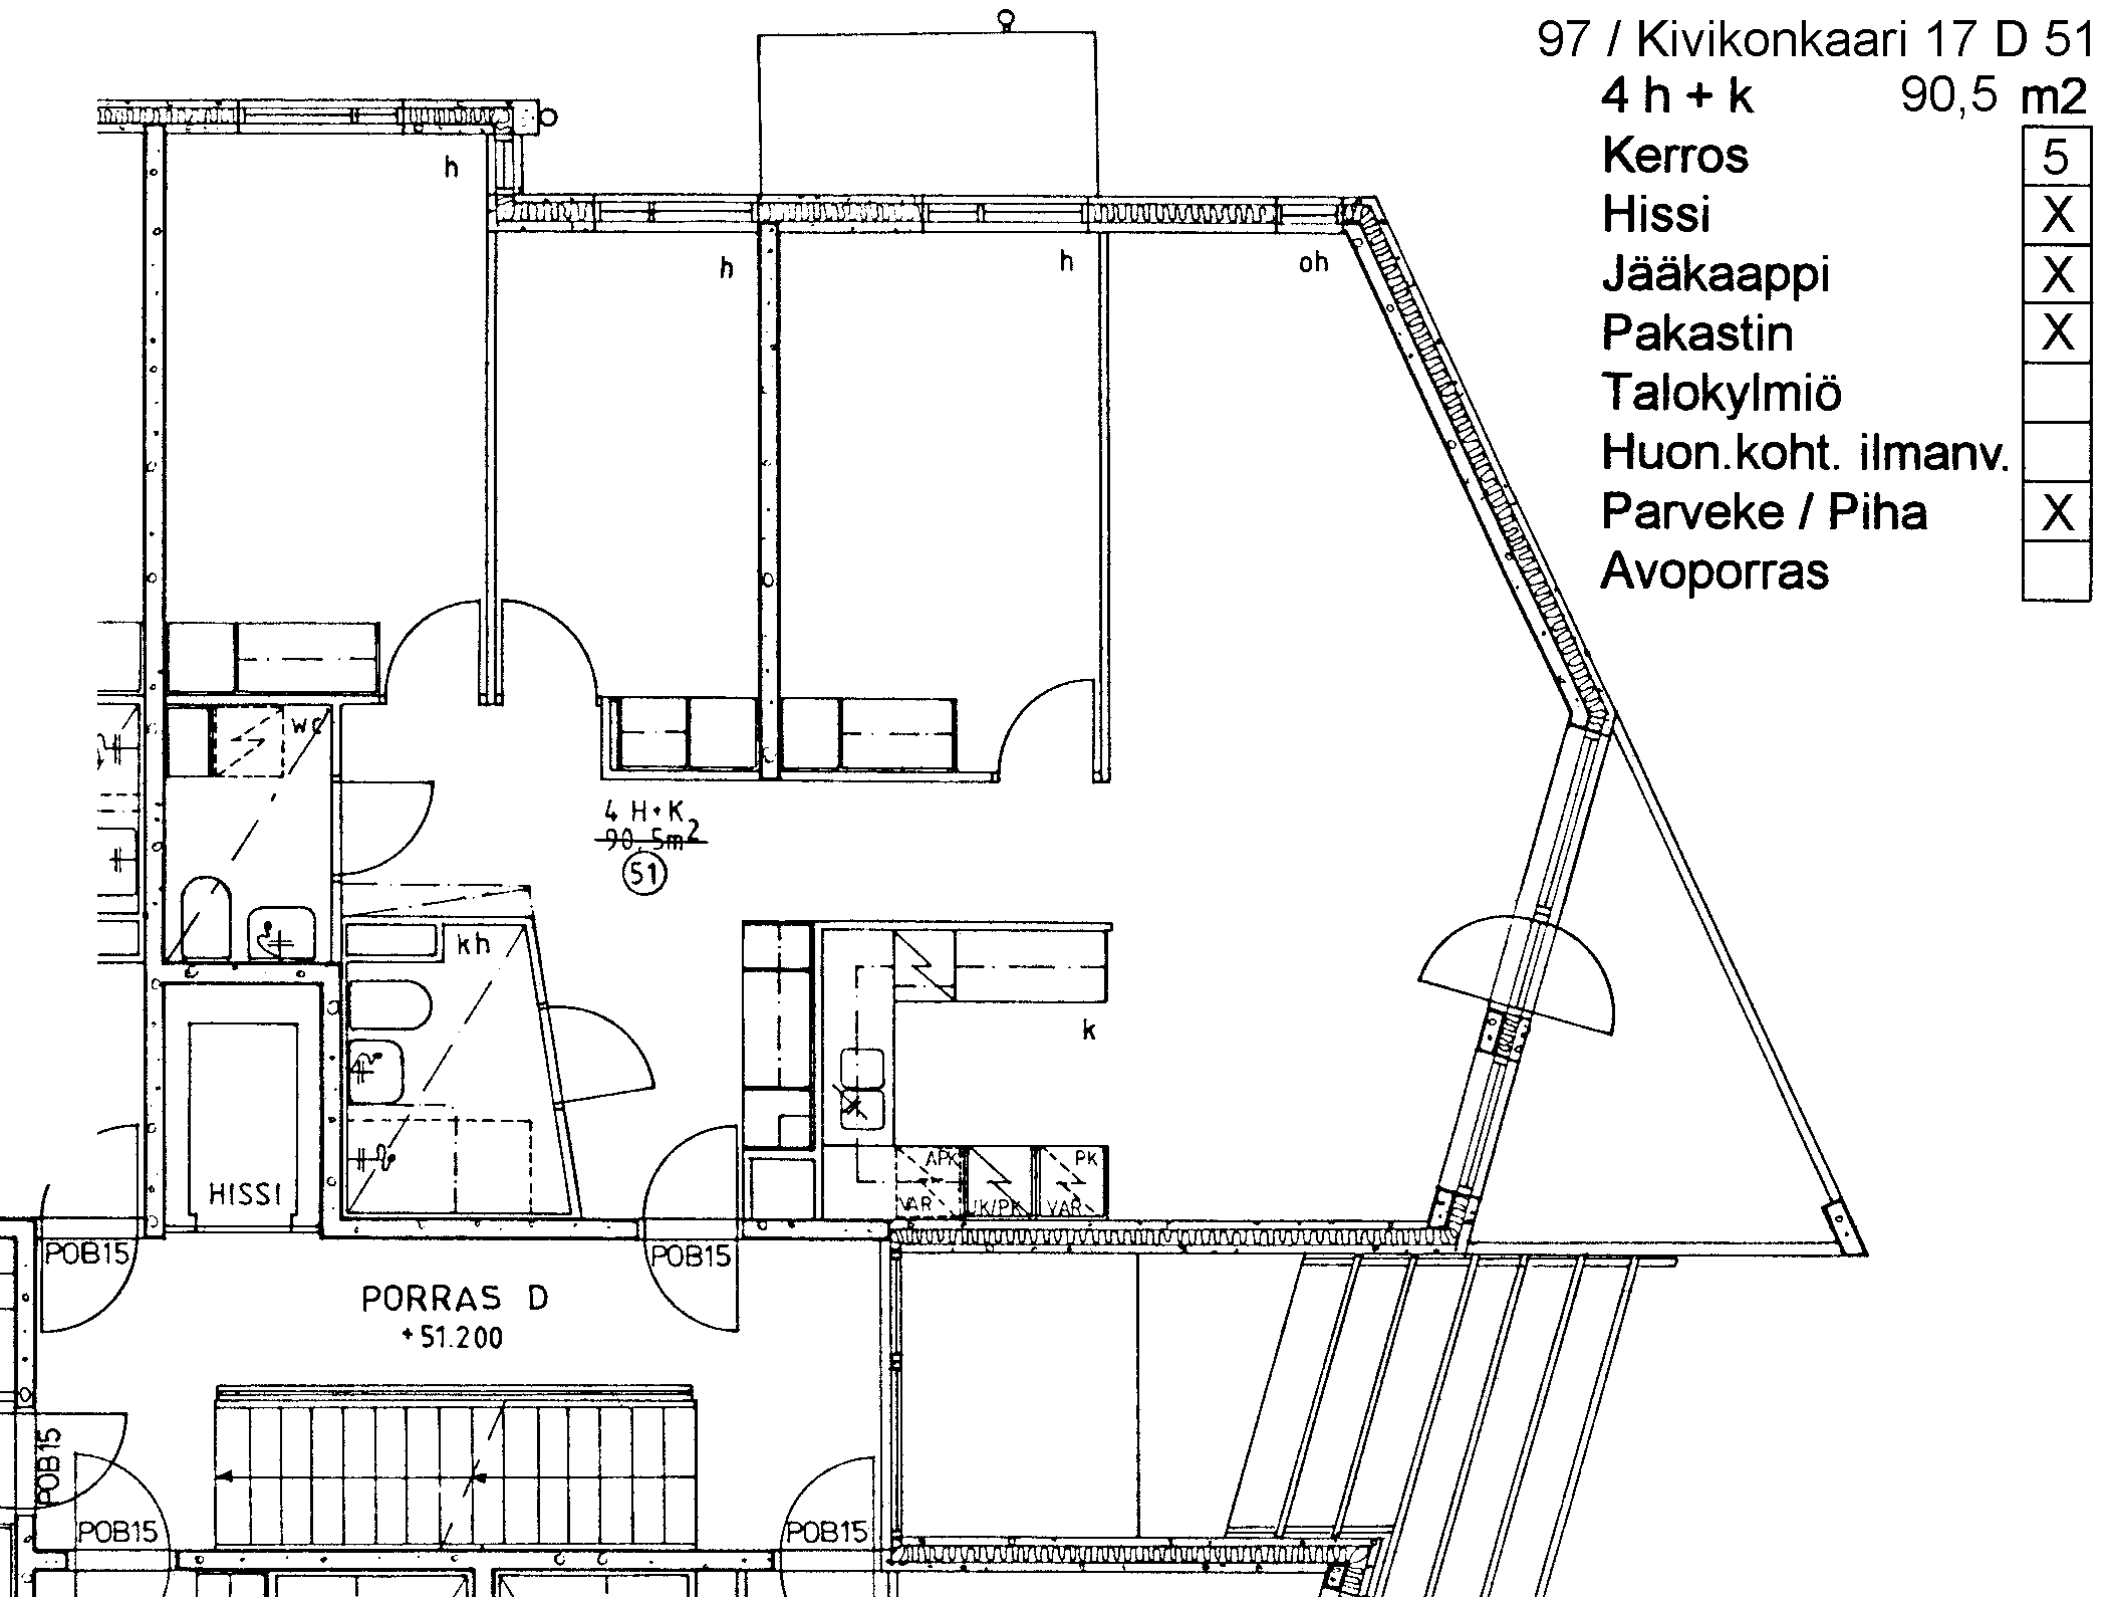 97 / Kivikonkaari 17 D 51
4 h + k 90,5 m2
Kerros 5
Hissi X
Jääkaappi X
Pakastin X
Talokylmiö
Huon.koht. ilmanv.
Parveke / Piha X
Avoporras
h
h
h
oh
wc
4 H+K
90,5m2
51
kh
k
APK
PK
VAR
JK/PK
VAR
HISSI
POB15
POB15
PORRAS D
+51.200
POB15
POB15
POB15